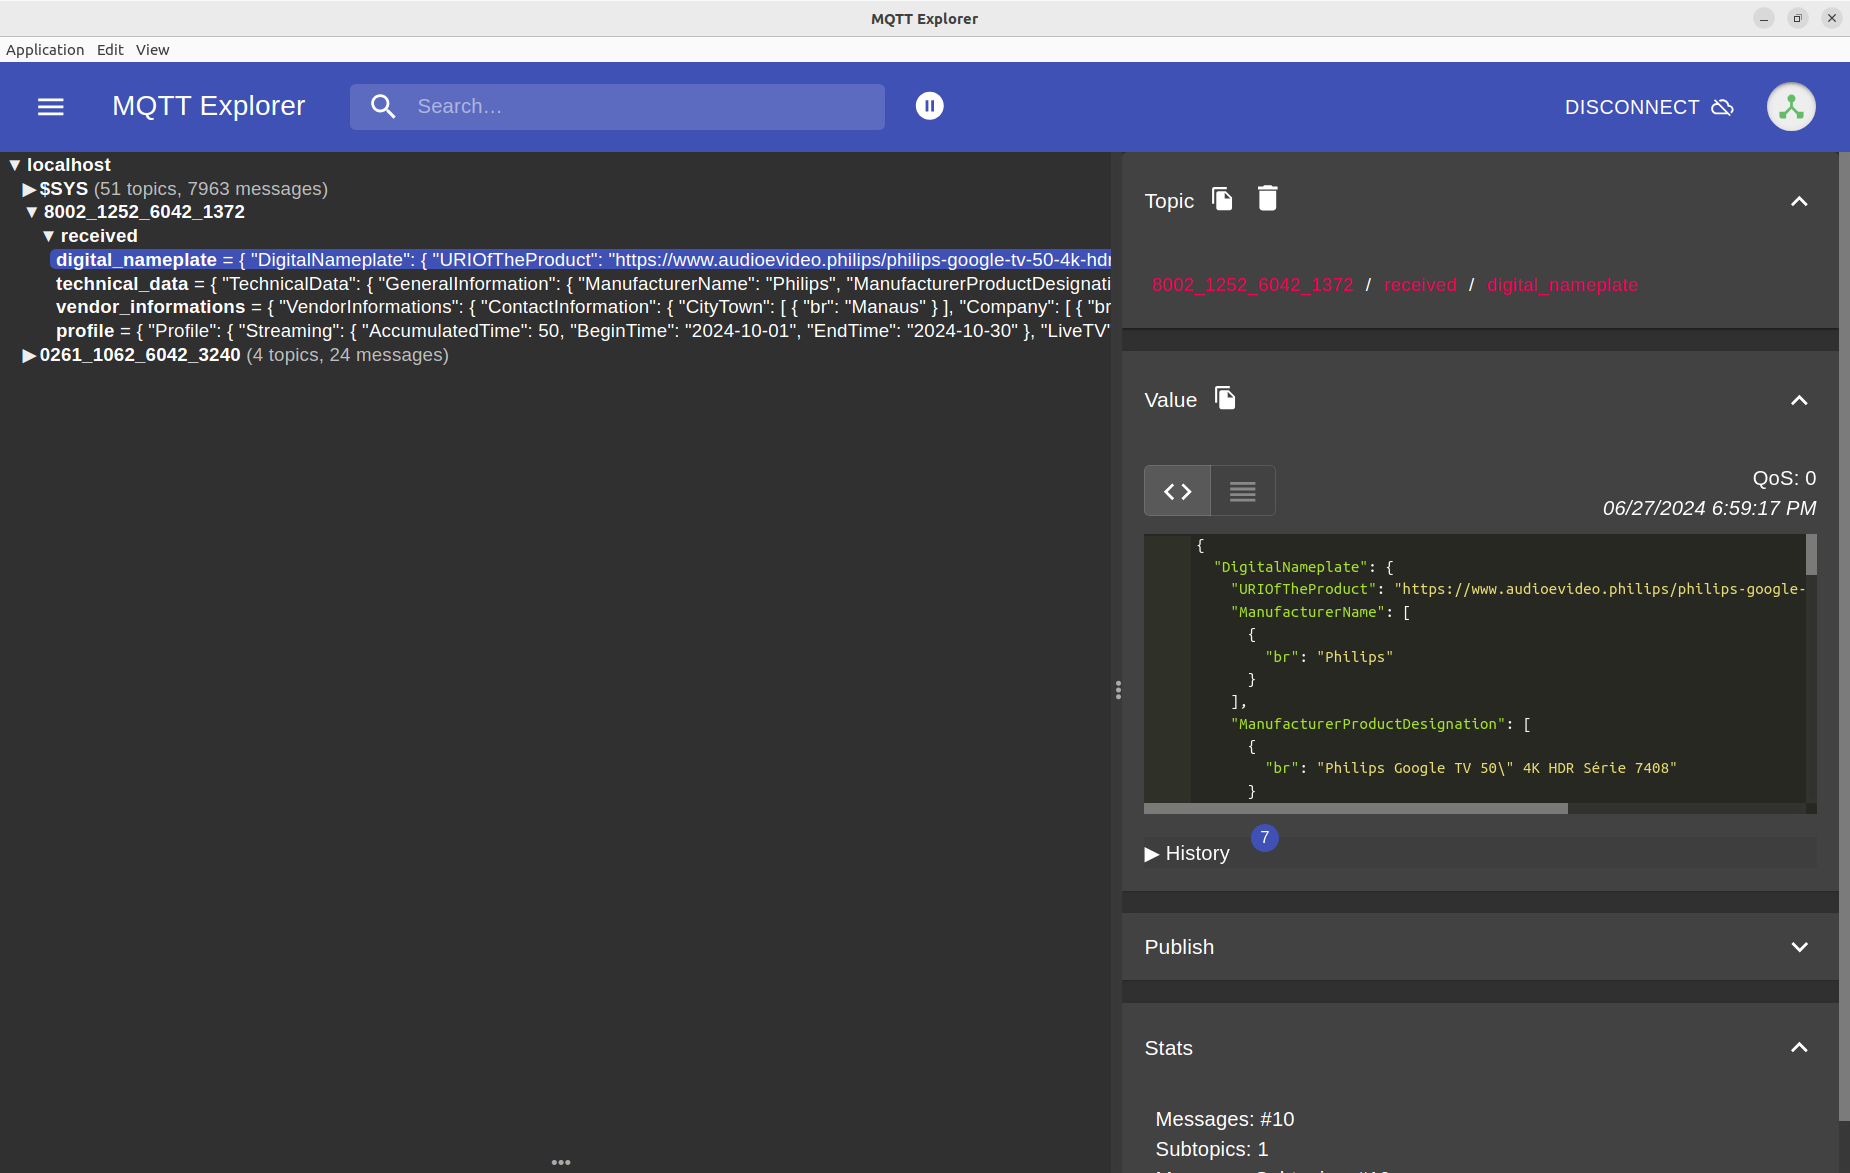 MQTT Explorer
Application Edit View
MQTT Explorer
Search...
DISCONNECT
▼ localhost
▶ $SYS (51 topics, 7963 messages)
▼ 8002_1252_6042_1372
▼ received
digital_nameplate = { "DigitalNameplate": { "URIOfTheProduct": "https://www.audioevideo.philips/philips-google-tv-50-4k-hdr
technical_data = { "TechnicalData": { "GeneralInformation": { "ManufacturerName": "Philips", "ManufacturerProductDesignati
vendor_informations = { "VendorInformations": { "ContactInformation": { "CityTown": [ { "br": "Manaus" } ], "Company": [ { "br
profile = { "Profile": { "Streaming": { "AccumulatedTime": 50, "BeginTime": "2024-10-01", "EndTime": "2024-10-30" }, "LiveTV"
▶ 0261_1062_6042_3240 (4 topics, 24 messages)
Topic
8002_1252_6042_1372 / received / digital_nameplate
Value
QoS: 0
06/27/2024 6:59:17 PM
{
"DigitalNameplate": {
"URIOfTheProduct": "https://www.audioevideo.philips/philips-google-
"ManufacturerName": [
{
"br": "Philips"
}
],
"ManufacturerProductDesignation": [
{
"br": "Philips Google TV 50\" 4K HDR Série 7408"
}
▶ History 7
Publish
Stats
Messages: #10
Subtopics: 1